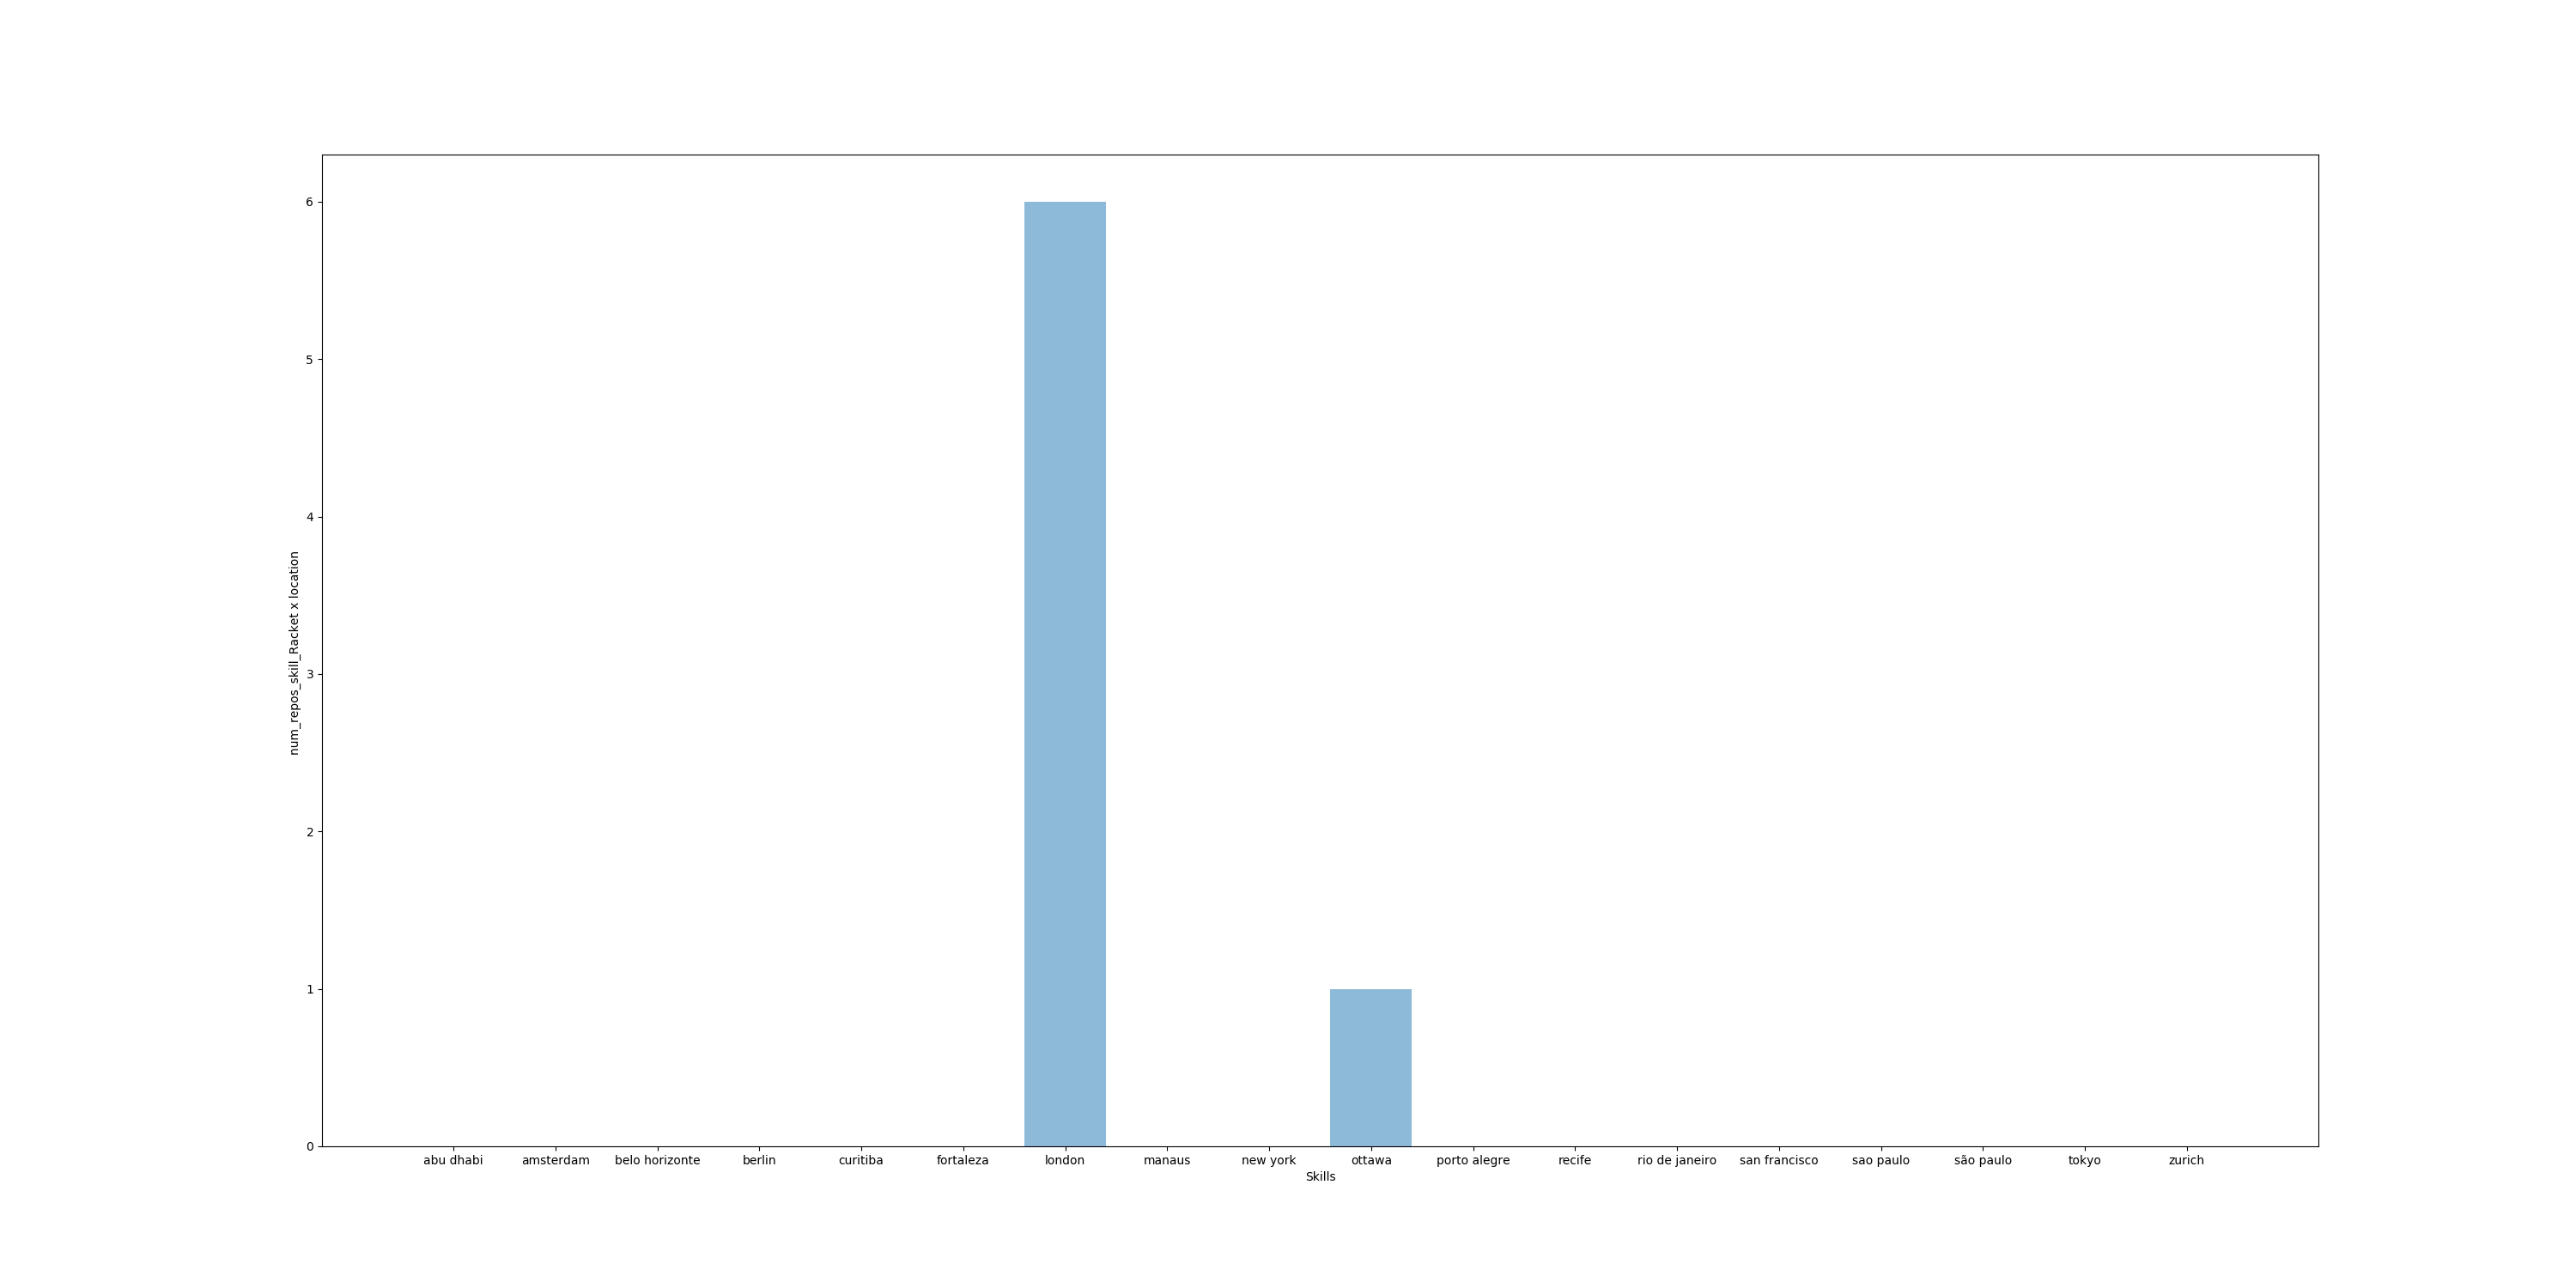 6
5
4
3
2
1
0
num_repos_skill_Racket x location
abu dhabi amsterdam belo horizonte berlin curitiba fortaleza london manaus new york ottawa porto alegre recife rio de janeiro san francisco sao paulo são paulo tokyo zurich
Skills